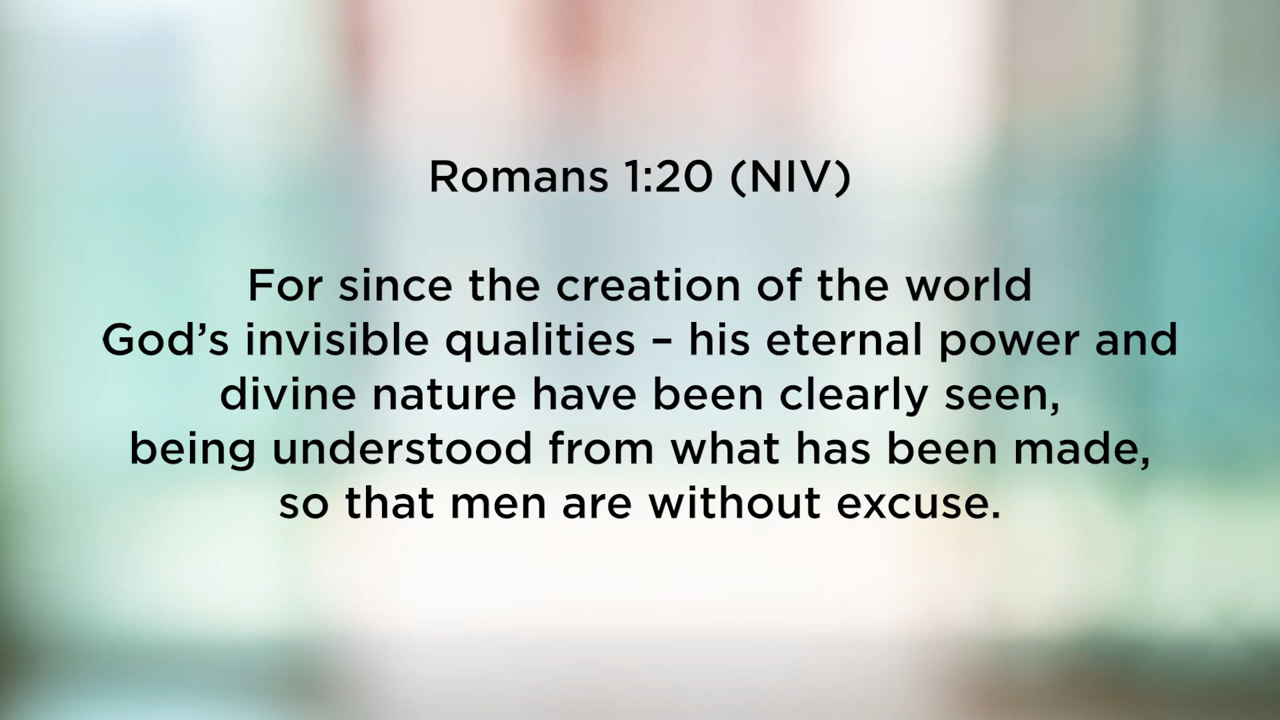 Romans 1:20 (NIV)
For since the creation of the world
God’s invisible qualities – his eternal power and
divine nature have been clearly seen,
being understood from what has been made,
so that men are without excuse.